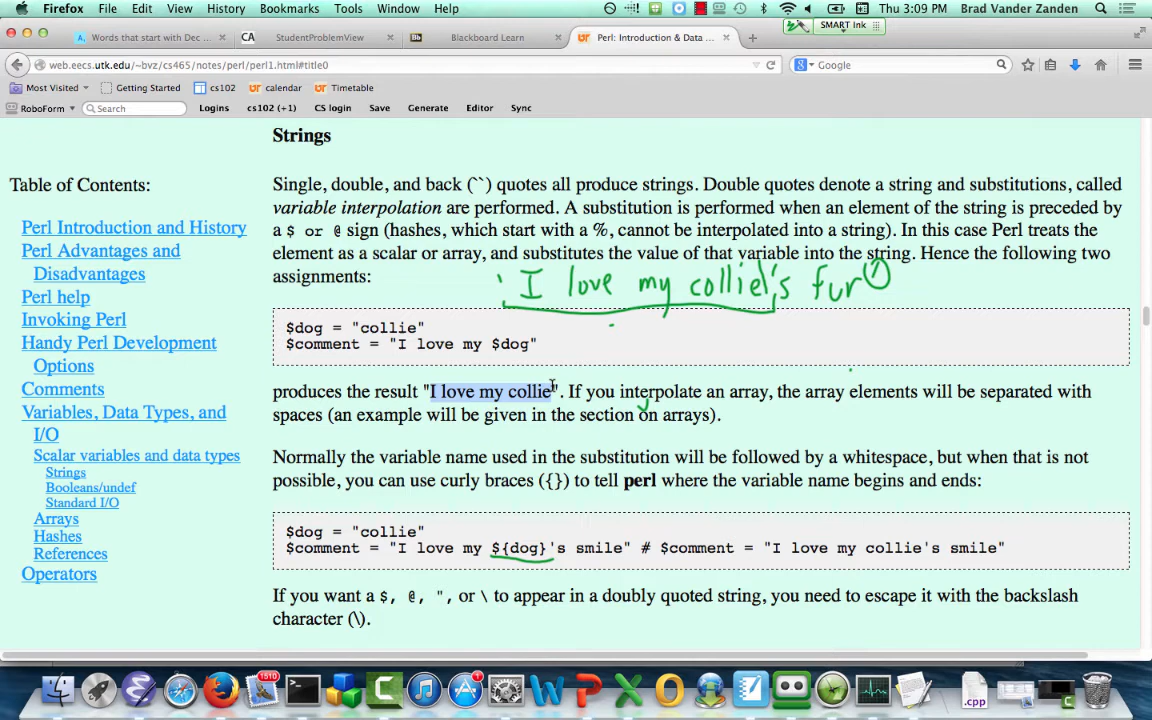 Firefox File Edit View History Bookmarks Tools Window Help Thu 3:09 PM Brad Vander Zanden
Words that start with Dec ... StudentProblemView Blackboard Learn Perl: Introduction & Data ... SMART Ink
web.eecs.utk.edu/~bvz/cs465/notes/perl/perl1.html#title0 Google
Most Visited Getting Started cs102 calendar Timetable
RoboForm Search Logins cs102 (+1) CS login Save Generate Editor Sync
Table of Contents:
Perl Introduction and History
Perl Advantages and
Disadvantages
Perl help
Invoking Perl
Handy Perl Development
Options
Comments
Variables, Data Types, and
I/O
Scalar variables and data types
Strings
Booleans/undef
Standard I/O
Arrays
Hashes
References
Operators
Strings
Single, double, and back (``) quotes all produce strings. Double quotes denote a string and substitutions, called
variable interpolation are performed. A substitution is performed when an element of the string is preceded by
a $ or @ sign (hashes, which start with a %, cannot be interpolated into a string). In this case Perl treats the
element as a scalar or array, and substitutes the value of that variable into the string. Hence the following two
assignments:
'I love my collie\'s fur'
$dog = "collie"
$comment = "I love my $dog"
produces the result "I love my collie". If you interpolate an array, the array elements will be separated with
spaces (an example will be given in the section on arrays).
Normally the variable name used in the substitution will be followed by a whitespace, but when that is not
possible, you can use curly braces ({}) to tell perl where the variable name begins and ends:
$dog = "collie"
$comment = "I love my ${dog}'s smile" # $comment = "I love my collie's smile"
If you want a $, @, ", or \ to appear in a doubly quoted string, you need to escape it with the backslash
character (\).
1510
1
.cpp